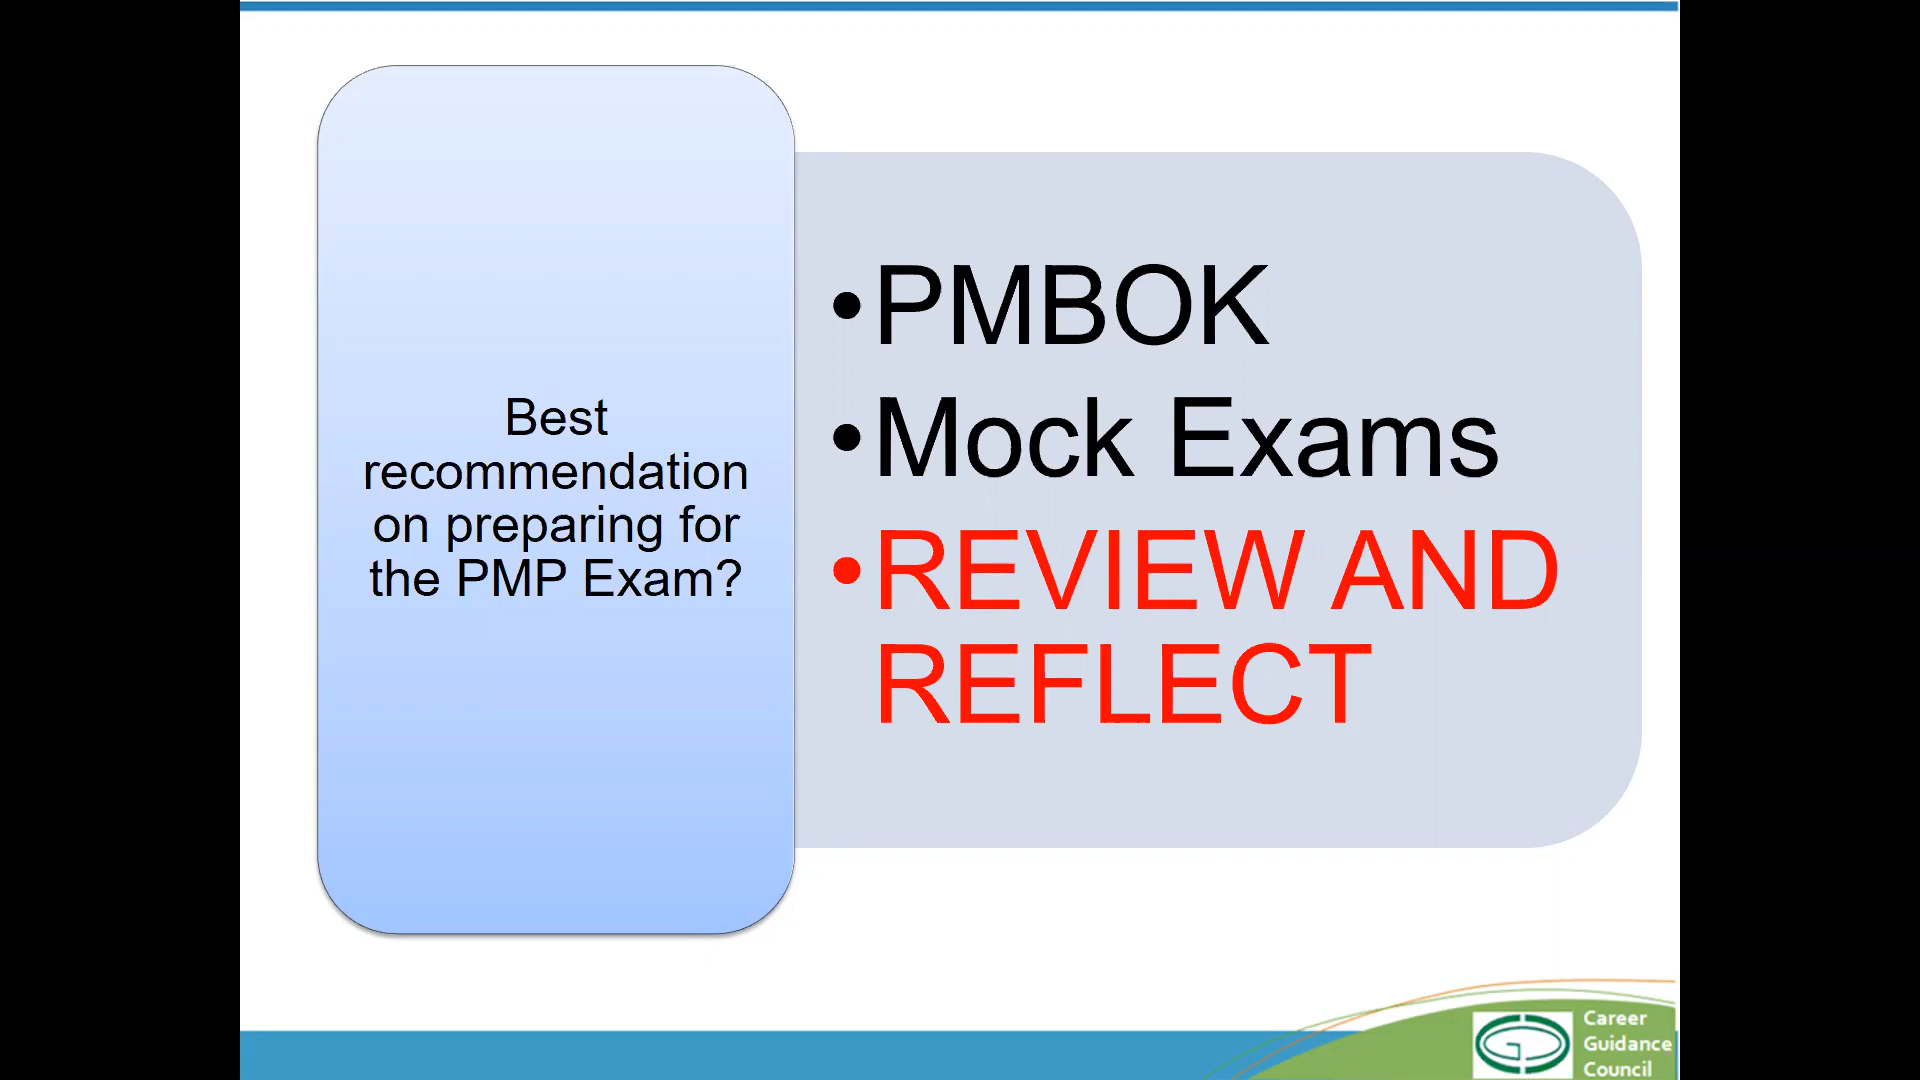 Best
recommendation
on preparing for
the PMP Exam?
•PMBOK
•Mock Exams
•REVIEW AND
REFLECT
Career
Guidance
Council